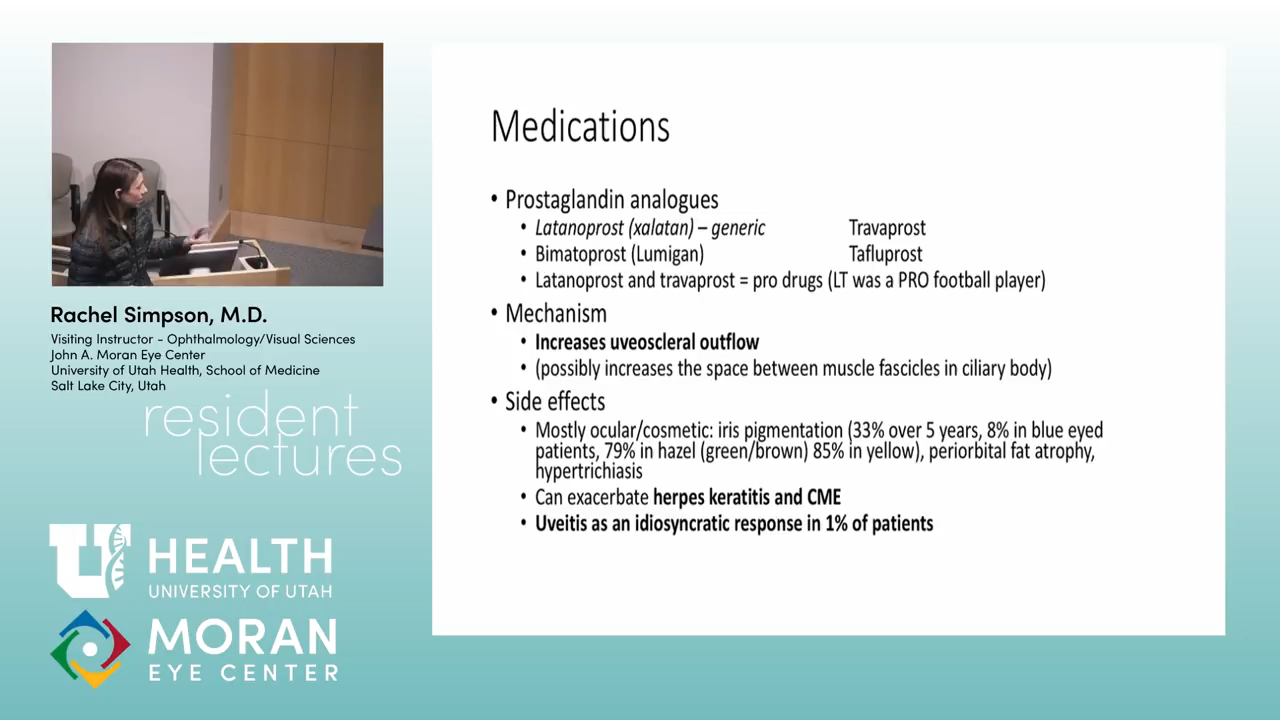 Rachel Simpson, M.D.
Visiting Instructor - Ophthalmology/Visual Sciences
John A. Moran Eye Center
University of Utah Health, School of Medicine
Salt Lake City, Utah
resident
lectures
U HEALTH
UNIVERSITY OF UTAH
MORAN
EYE CENTER
Medications
• Prostaglandin analogues
• Latanoprost (xalatan) – generic Travaprost
• Bimatoprost (Lumigan) Tafluprost
• Latanoprost and travaprost = pro drugs (LT was a PRO football player)
• Mechanism
• Increases uveoscleral outflow
• (possibly increases the space between muscle fascicles in ciliary body)
• Side effects
• Mostly ocular/cosmetic: iris pigmentation (33% over 5 years, 8% in blue eyed
patients, 79% in hazel (green/brown) 85% in yellow), periorbital fat atrophy,
hypertrichiasis
• Can exacerbate herpes keratitis and CME
• Uveitis as an idiosyncratic response in 1% of patients